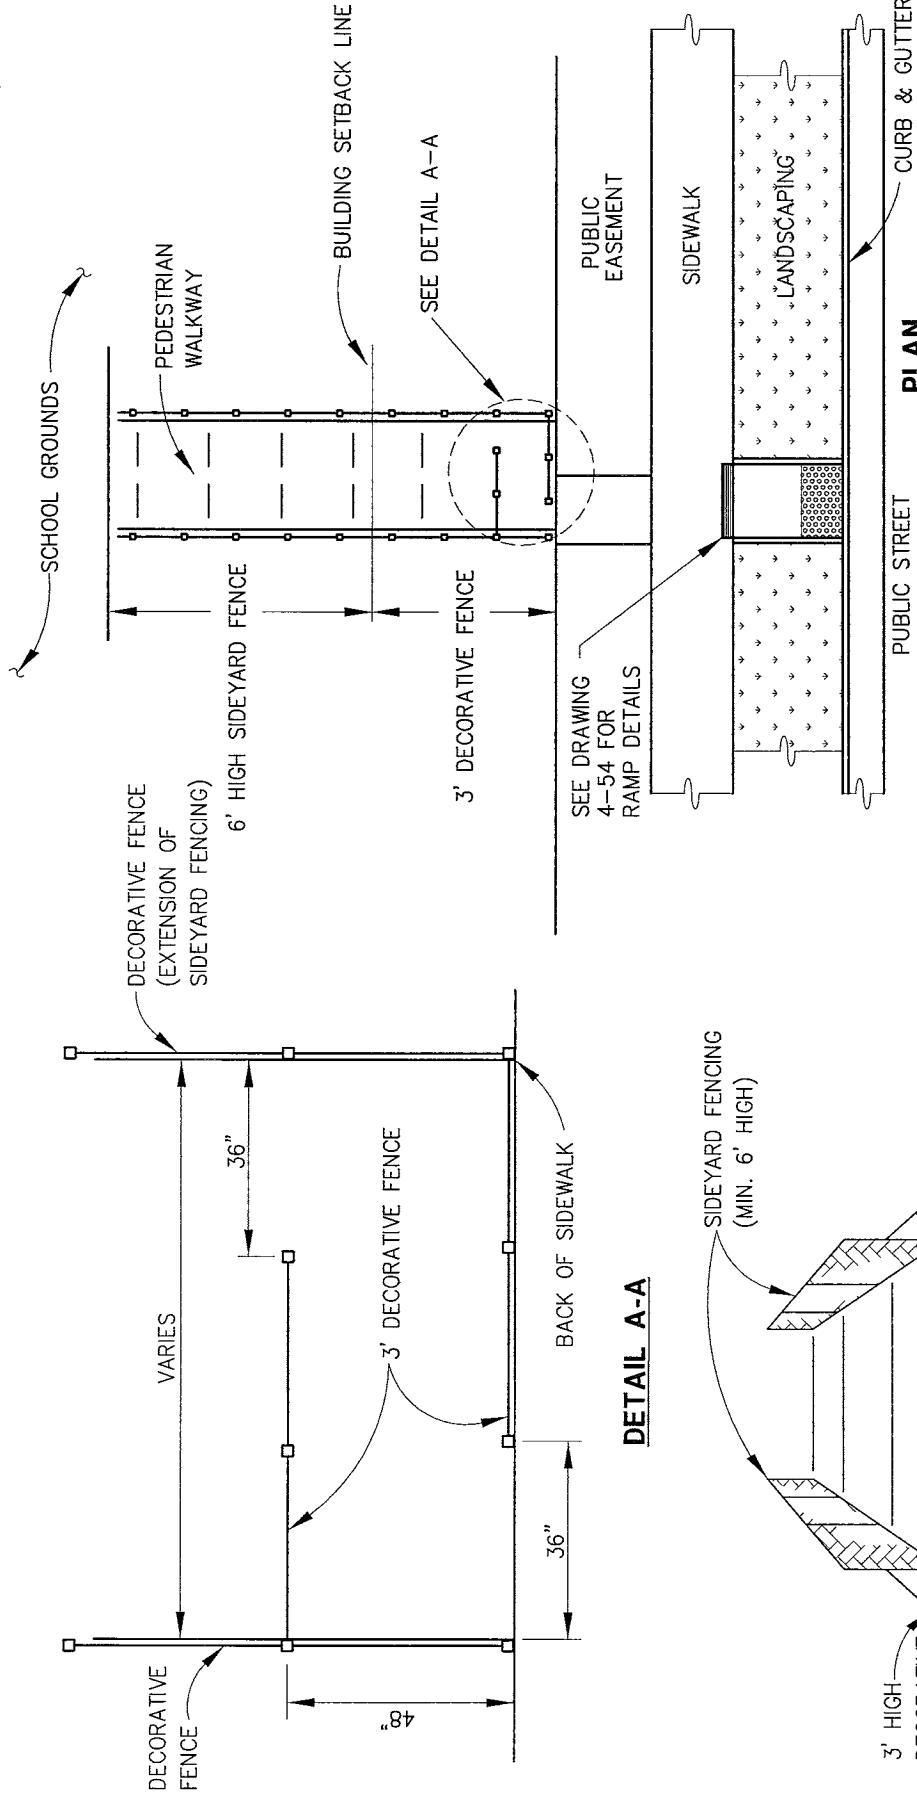 DECORATIVE FENCE
(EXTENSION OF
SIDEYARD FENCING)
VARIES
36"
3' DECORATIVE FENCE
DECORATIVE
FENCE
48"
36"
BACK OF SIDEWALK
DETAIL A-A
SIDEYARD FENCING
(MIN. 6' HIGH)
3' HIGH
SCHOOL GROUNDS
PEDESTRIAN
WALKWAY
6' HIGH SIDEYARD FENCE
BUILDING SETBACK LINE
3' DECORATIVE FENCE
SEE DETAIL A-A
SEE DRAWING
4-54 FOR
RAMP DETAILS
PUBLIC
EASEMENT
SIDEWALK
LANDSCAPING
PUBLIC STREET
CURB & GUTTER
PLAN